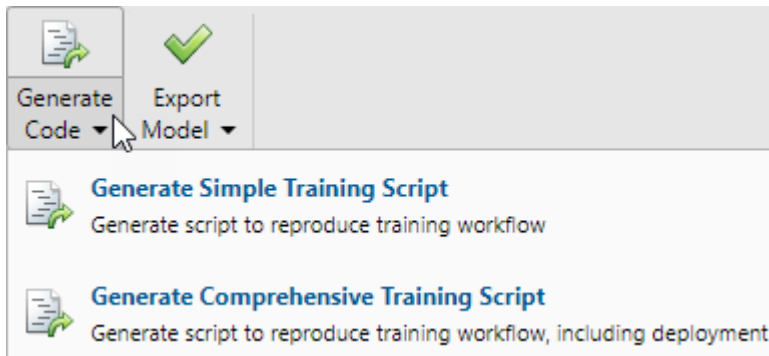 Generate Export
Code Model
Generate Simple Training Script
Generate script to reproduce training workflow
Generate Comprehensive Training Script
Generate script to reproduce training workflow, including deployment